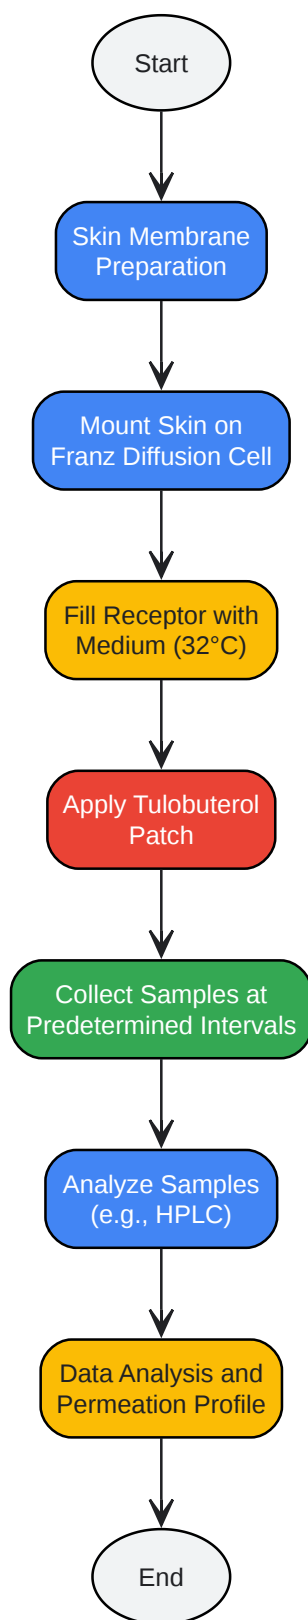 Start
Skin Membrane
Preparation
Mount Skin on
Franz Diffusion Cell
Fill Receptor with
Medium (32°C)
Apply Tulobuterol
Patch
Collect Samples at
Predetermined Intervals
Analyze Samples
(e.g., HPLC)
Data Analysis and
Permeation Profile
End